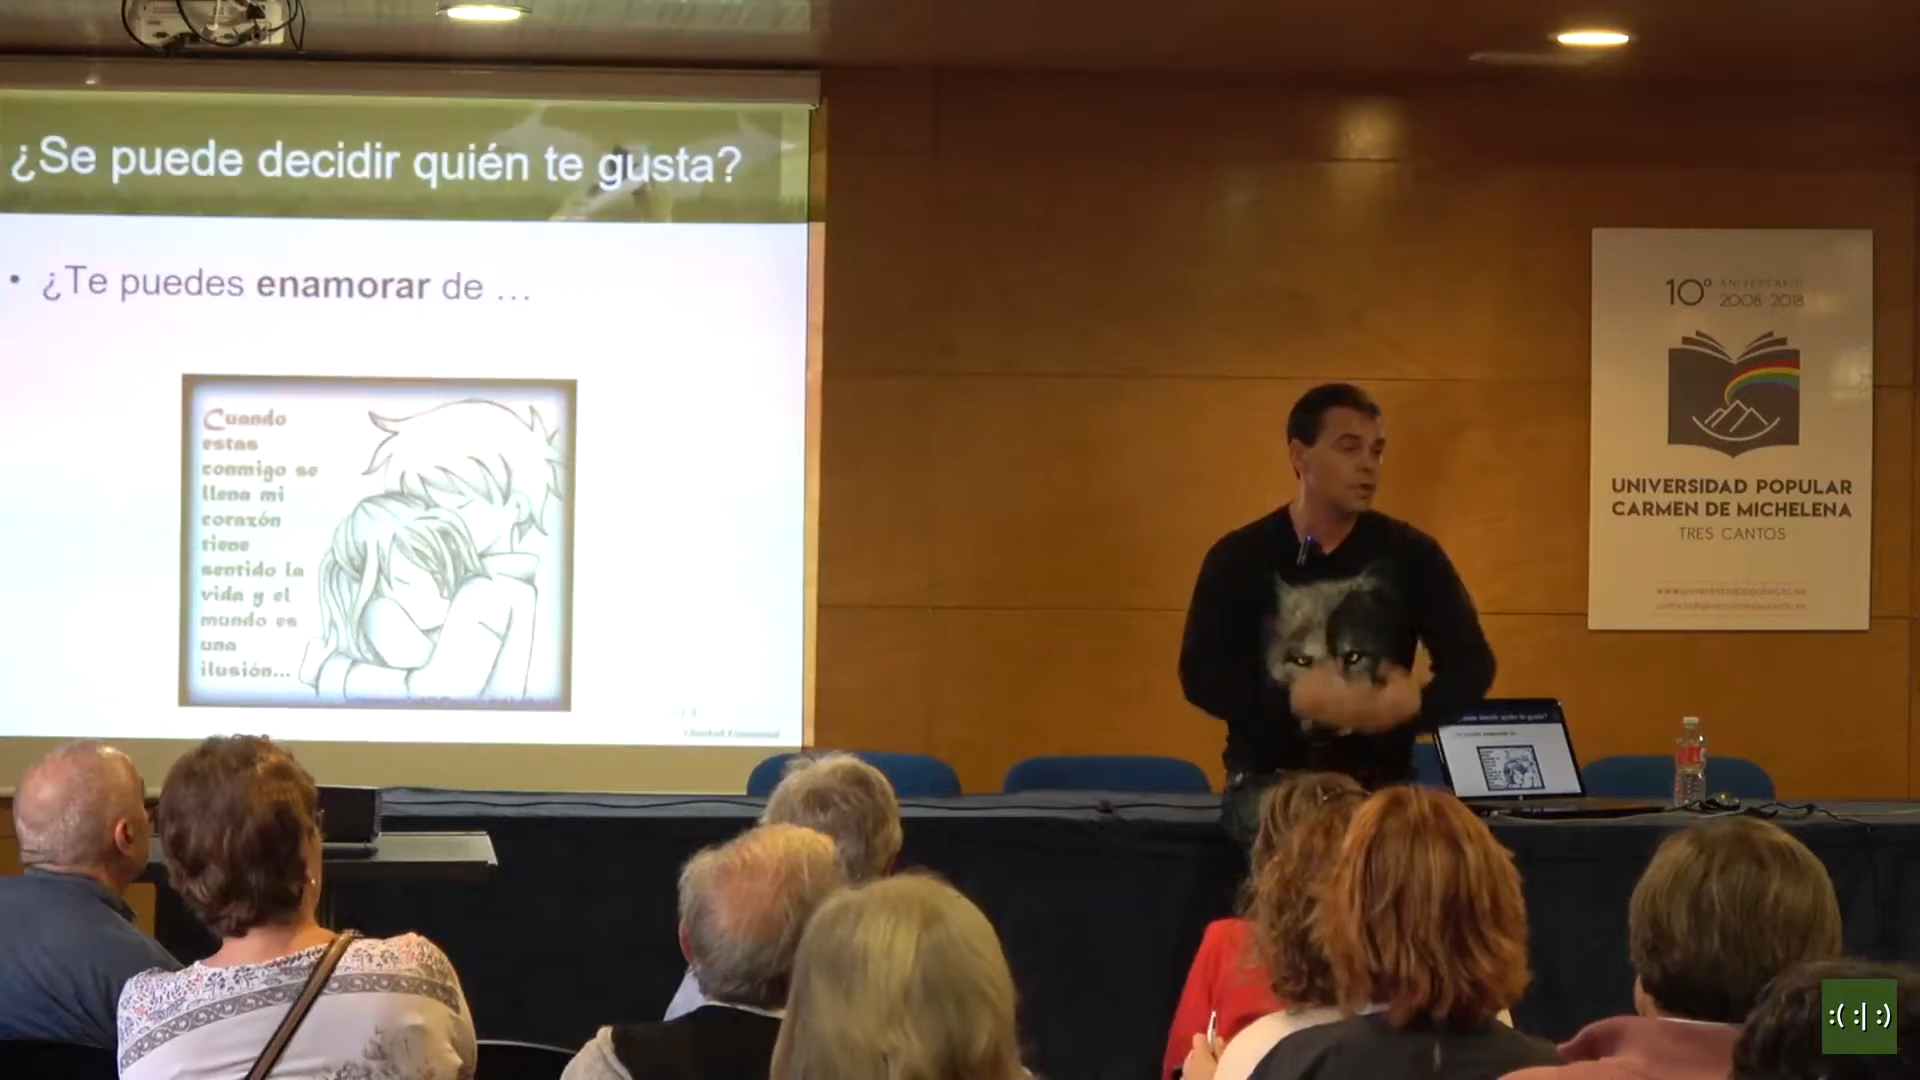 ¿Se puede decidir quién te gusta?
• ¿Te puedes enamorar de ...
Cuando
estas
conmigo se
llena mi
corazón
tiene
sentido la
vida y el
mundo es
una
ilusión...
10º ANIVERSARIO
2008-2018
UNIVERSIDAD POPULAR
CARMEN DE MICHELENA
TRES CANTOS
:( :| :)